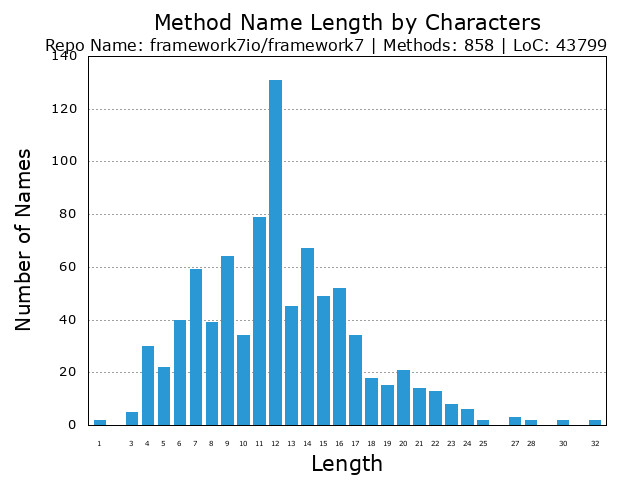 Method Name Length by Characters
Repo Name: framework7io/framework7 | Methods: 858 | LoC: 43799
140
120
100
80
60
40
20
0
Number of Names
1 3 4 5 6 7 8 9 10 11 12 13 14 15 16 17 18 19 20 21 22 23 24 25 27 28 30 32
Length